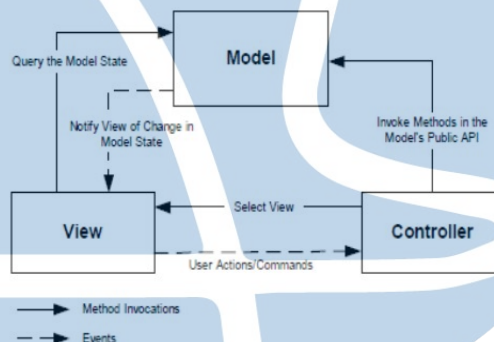 Model
Query the Model State
Notify View of Change in
Model State
Invoke Methods in the
Model's Public API
View
Select View
Controller
User Actions/Commands
Method Invocations
Events